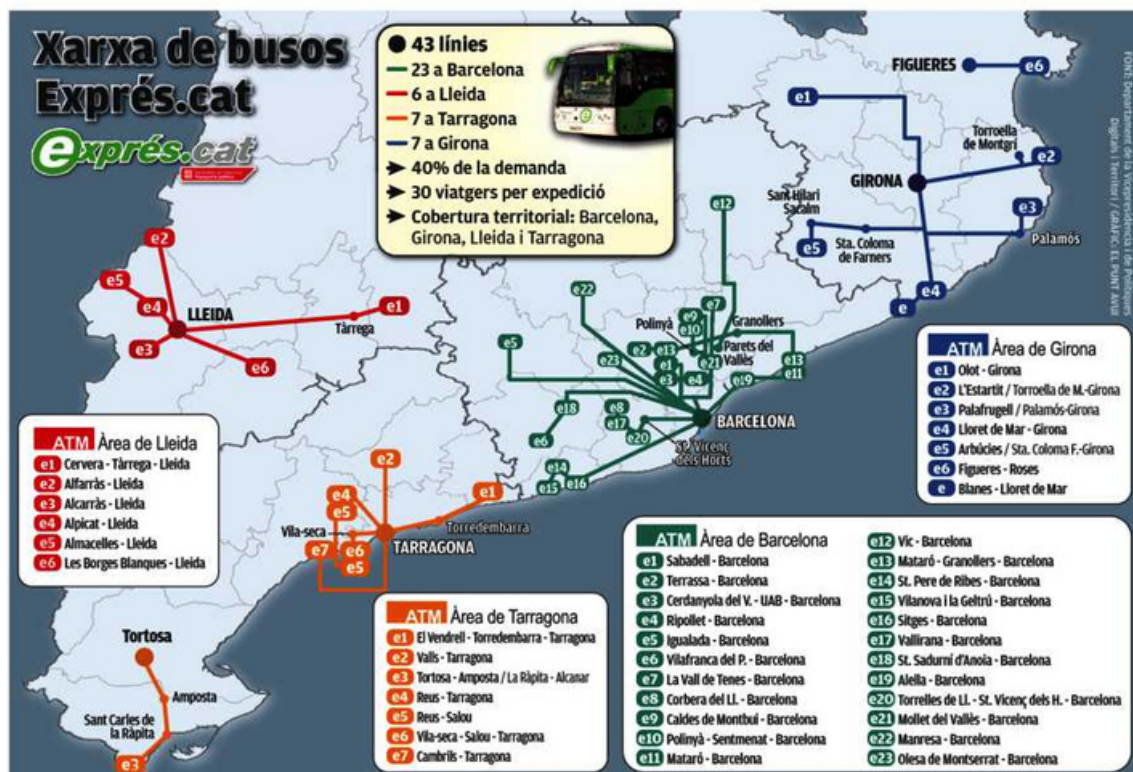 Xarxa de busos
Exprés.cat
exprés.cat
43 línies
23 a Barcelona
6 a Lleida
7 a Tarragona
7 a Girona
40% de la demanda
30 viatgers per expedició
Cobertura territorial: Barcelona,
Girona, Lleida i Tarragona
FONT: Departament de la Vicepresidència i de Polítiques
Digitals i Territori / GRÀFIC: EL PUNT AVUI
FIGUERES
e6
e1
Torroella
de Montgrí
e2
GIRONA
Sant Hilari
Sacalm
e3
e5
Sta. Coloma
de Farners
Palamós
e4
e
e12
e2
e5
e4
LLEIDA
e1
Tàrrega
e3
e6
e22
e7
e9
Polinyà
e10
Granollers
e5
e2
e13
Parets del
Vallès
e23
e1
e21
e13
e3
e4
e19
e11
e18
e8
e17
BARCELONA
e6
e20
St. Vicenç
dels Horts
e14
e15
e16
e2
e4
e5
e1
Vila-seca
Torredembarra
e7
e6
TARRAGONA
e5
Tortosa
Amposta
Sant Carles de
la Ràpita
e3
ATM Àrea de Lleida
e1 Cervera - Tàrrega - Lleida
e2 Alfarràs - Lleida
e3 Alcarràs - Lleida
e4 Alpicat - Lleida
e5 Almacelles - Lleida
e6 Les Borges Blanques - Lleida
ATM Àrea de Tarragona
e1 El Vendrell - Torredembarra - Tarragona
e2 Valls - Tarragona
e3 Tortosa - Amposta / La Ràpita - Alcanar
e4 Reus - Tarragona
e5 Reus - Salou
e6 Vila-seca - Salou - Tarragona
e7 Cambrils - Tarragona
ATM Àrea de Girona
e1 Olot - Girona
e2 L'Estartit / Torroella de M.-Girona
e3 Palafrugell / Palamós-Girona
e4 Lloret de Mar - Girona
e5 Arbúcies / Sta. Coloma F.-Girona
e6 Figueres - Roses
e Blanes - Lloret de Mar
ATM Àrea de Barcelona
e1 Sabadell - Barcelona
e2 Terrassa - Barcelona
e3 Cerdanyola del V. - UAB - Barcelona
e4 Ripollet - Barcelona
e5 Igualada - Barcelona
e6 Vilafranca del P. - Barcelona
e7 La Vall de Tenes - Barcelona
e8 Corbera del Ll. - Barcelona
e9 Caldes de Montbui - Barcelona
e10 Polinyà - Sentmenat - Barcelona
e11 Mataró - Barcelona
e12 Vic - Barcelona
e13 Mataró - Granollers - Barcelona
e14 St. Pere de Ribes - Barcelona
e15 Vilanova i la Geltrú - Barcelona
e16 Sitges - Barcelona
e17 Vallirana - Barcelona
e18 St. Sadurní d'Anoia - Barcelona
e19 Alella - Barcelona
e20 Torrelles de Ll. - St. Vicenç dels H. - Barcelona
e21 Mollet del Vallès - Barcelona
e22 Manresa - Barcelona
e23 Olesa de Montserrat - Barcelona